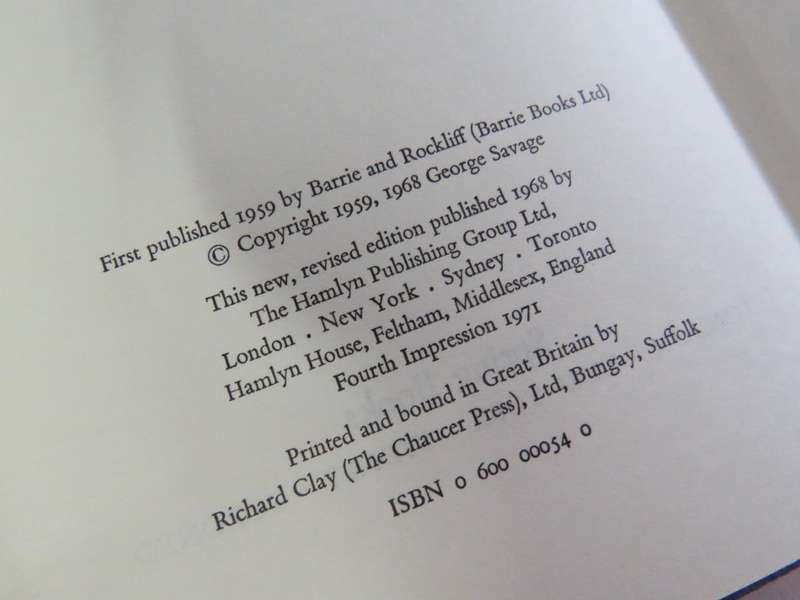 First published 1959 by Barrie and Rockliff (Barrie Books Ltd)
© Copyright 1959, 1968 George Savage
This new, revised edition published 1968 by
The Hamlyn Publishing Group Ltd,
London · New York · Sydney · Toronto
Hamlyn House, Feltham, Middlesex, England
Fourth Impression 1971
Printed and bound in Great Britain by
Richard Clay (The Chaucer Press), Ltd, Bungay, Suffolk
ISBN 0 600 00054 0